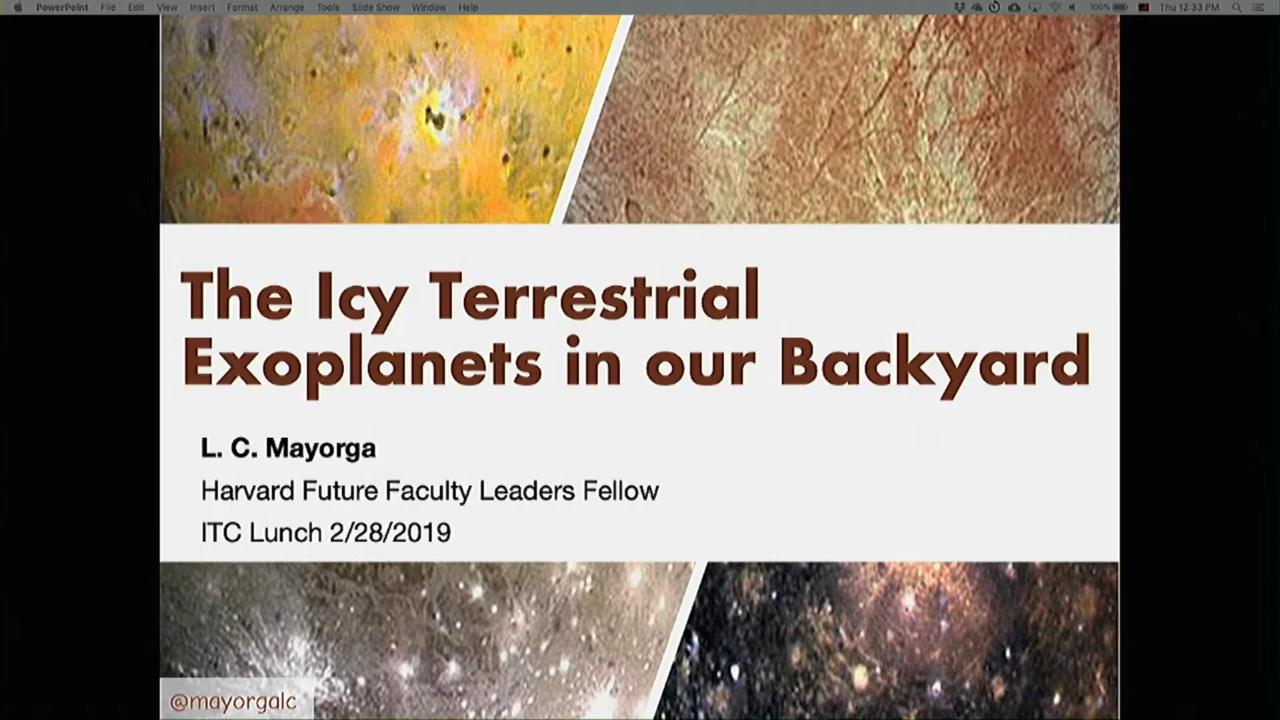 PowerPoint File Edit View Insert Format Arrange Tools Slide Show Window Help 100% Thu 12:33 PM
The Icy Terrestrial
Exoplanets in our Backyard
L. C. Mayorga
Harvard Future Faculty Leaders Fellow
ITC Lunch 2/28/2019
@mayorgalc